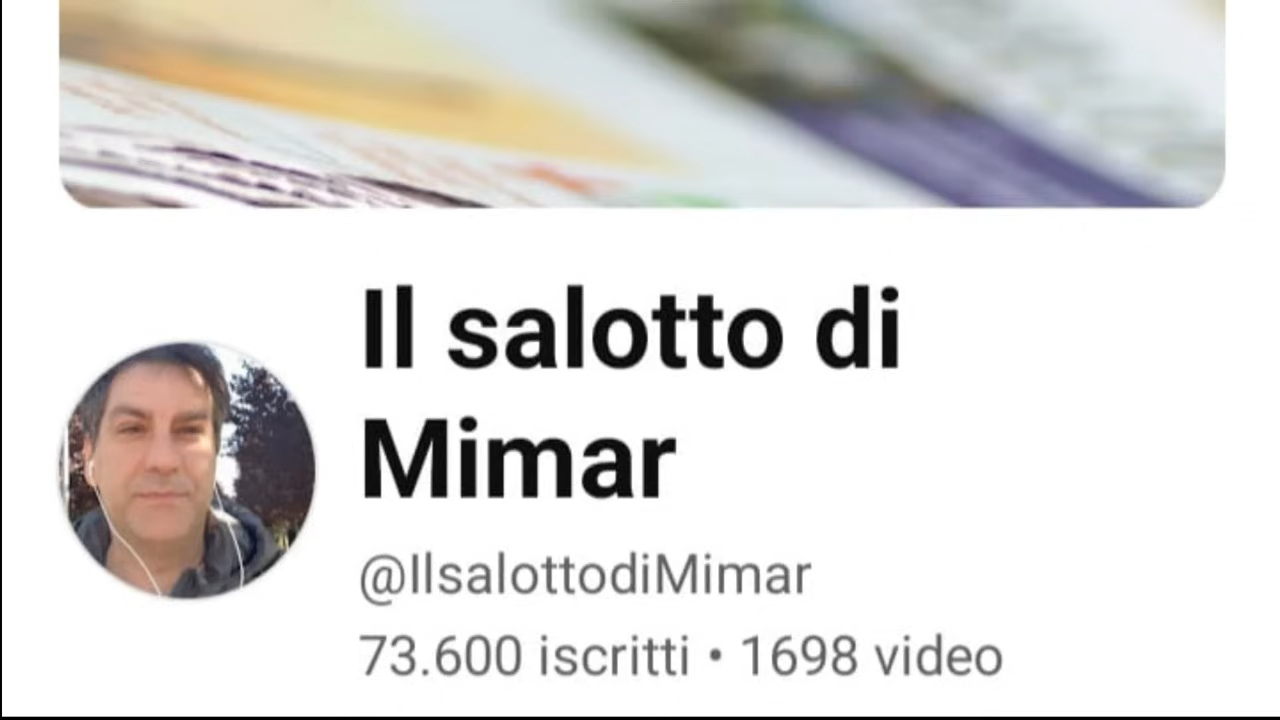 Il salotto di
Mimar
@IlsalottodiMimar
73.600 iscritti • 1698 video